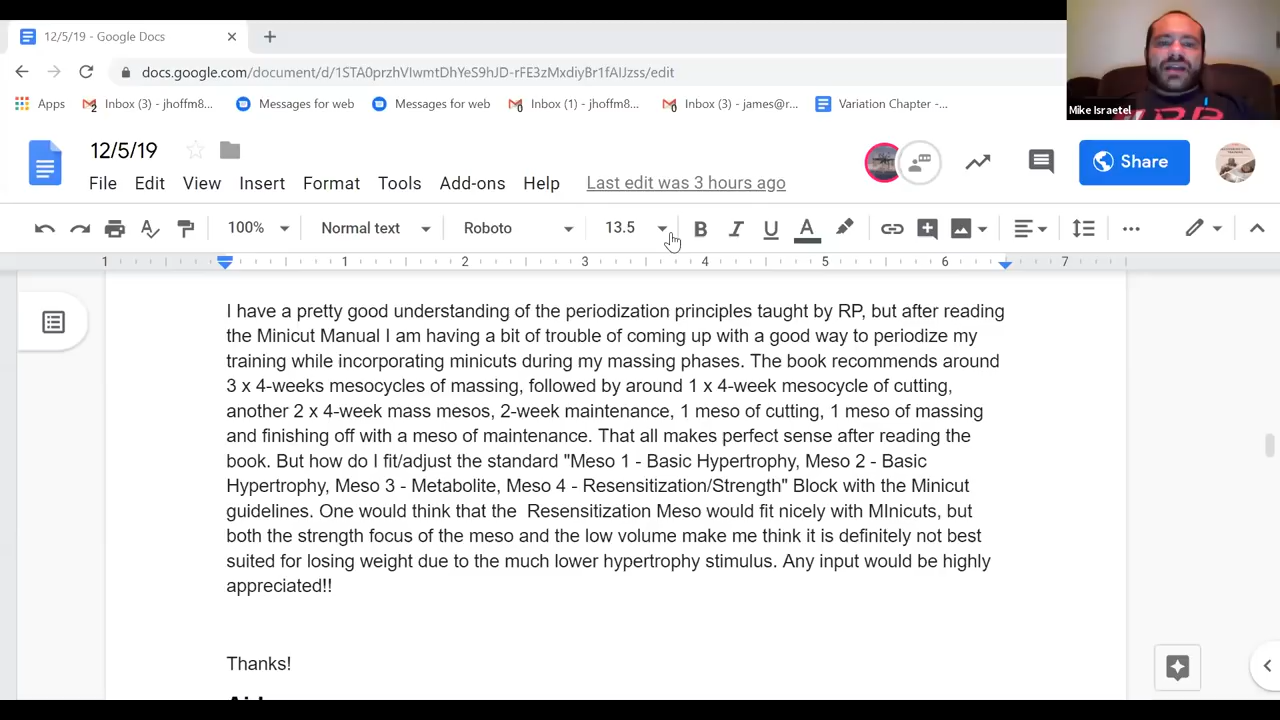 12/5/19 - Google Docs
docs.google.com/document/d/1STA0przhVIwmtDhYeS9hJD-rFE3zMxdiyBr1fAIJzss/edit
Apps
Inbox (3) - jhoffm8...
Messages for web
Messages for web
Inbox (1) - jhoffm8...
Inbox (3) - james@r...
Variation Chapter -...
Mike Israetel
12/5/19
Share
File Edit View Insert Format Tools Add-ons Help Last edit was 3 hours ago
100% Normal text Roboto 13.5 B I U A
1 1 2 3 4 5 6 7
I have a pretty good understanding of the periodization principles taught by RP, but after reading
the Minicut Manual I am having a bit of trouble of coming up with a good way to periodize my
training while incorporating minicuts during my massing phases. The book recommends around
3 x 4-weeks mesocycles of massing, followed by around 1 x 4-week mesocycle of cutting,
another 2 x 4-week mass mesos, 2-week maintenance, 1 meso of cutting, 1 meso of massing
and finishing off with a meso of maintenance. That all makes perfect sense after reading the
book. But how do I fit/adjust the standard "Meso 1 - Basic Hypertrophy, Meso 2 - Basic
Hypertrophy, Meso 3 - Metabolite, Meso 4 - Resensitization/Strength" Block with the Minicut
guidelines. One would think that the  Resensitization Meso would fit nicely with MInicuts, but
both the strength focus of the meso and the low volume make me think it is definitely not best
suited for losing weight due to the much lower hypertrophy stimulus. Any input would be highly
appreciated!!
Thanks!